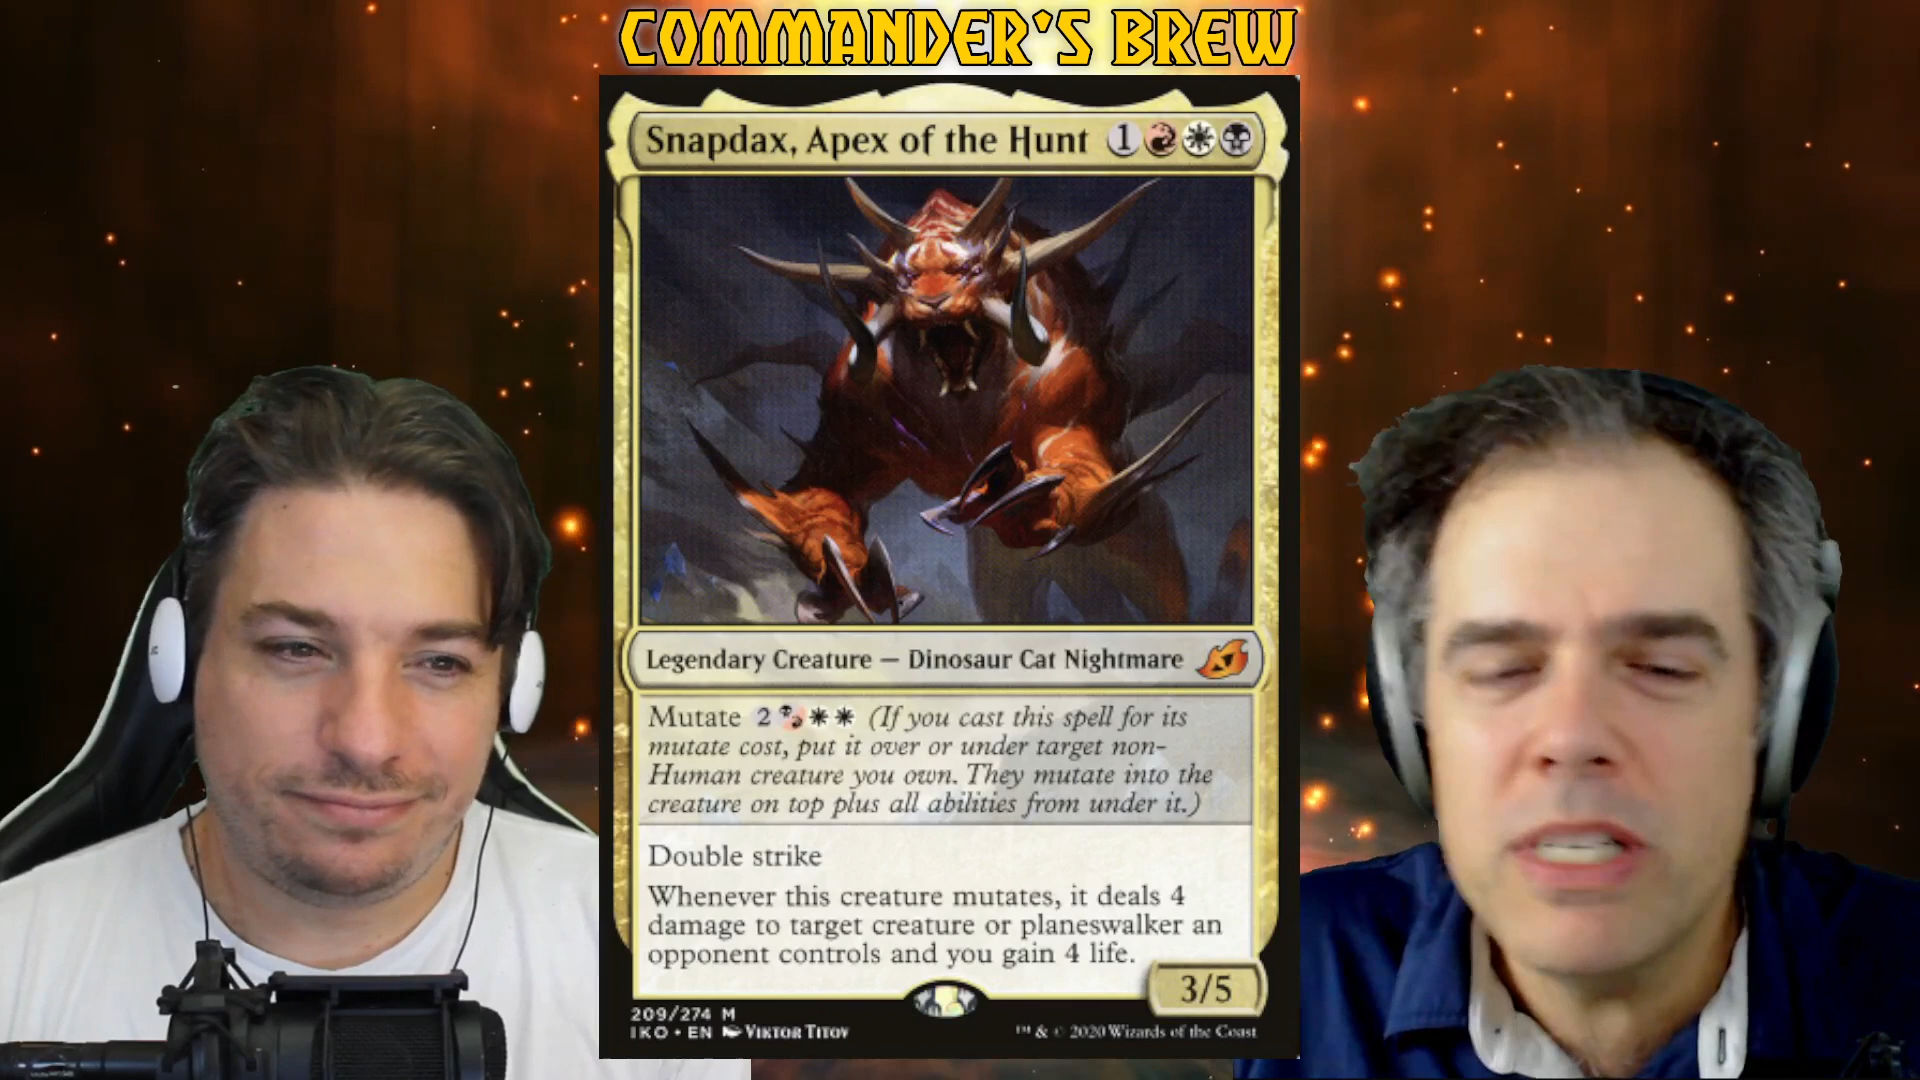 COMMANDER'S BREW
Snapdax, Apex of the Hunt 1
Legendary Creature — Dinosaur Cat Nightmare
Mutate 2 (If you cast this spell for its
mutate cost, put it over or under target non-
Human creature you own. They mutate into the
creature on top plus all abilities from under it.)
Double strike
Whenever this creature mutates, it deals 4
damage to target creature or planeswalker an
opponent controls and you gain 4 life.
3/5
209/274 M
IKO • EN VIKTOR TITOV
™ & © 2020 Wizards of the Coast